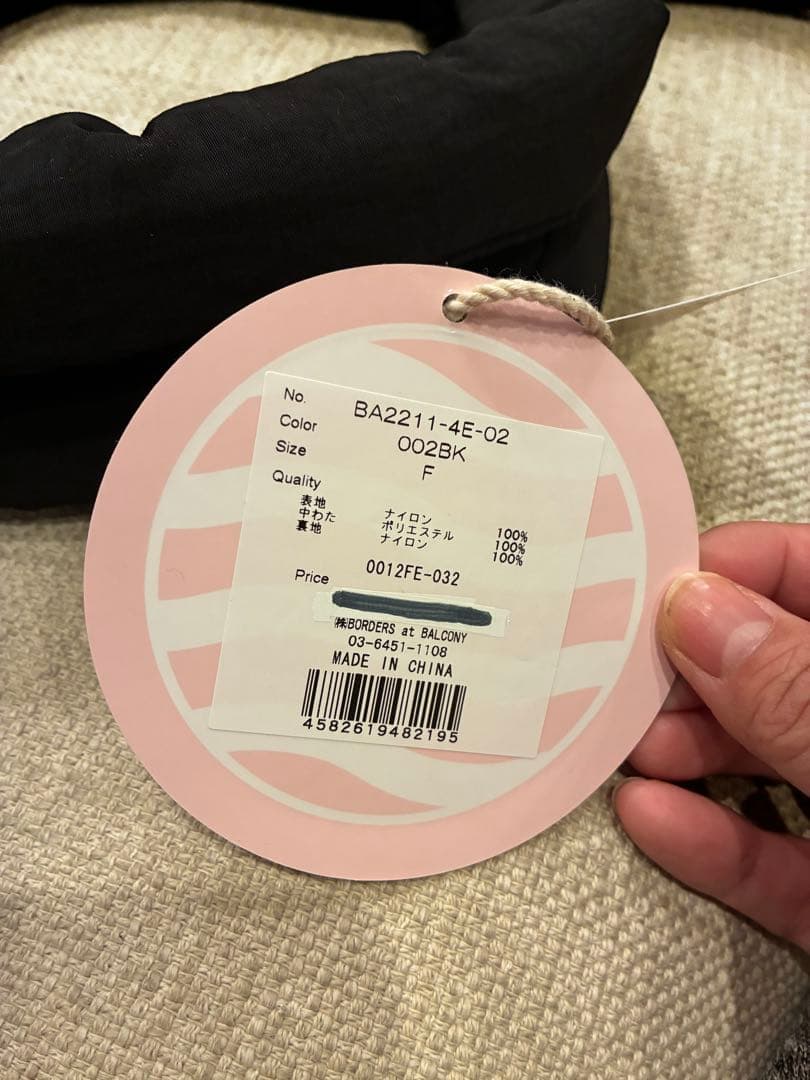 No. BA2211-4E-02
Color 002BK
Size F
Quality
表地 ナイロン 100%
中わた ポリエステル 100%
裏地 ナイロン 100%
0012FE-032
Price
㈱BORDERS at BALCONY
03-6451-1108
MADE IN CHINA
4582619482195